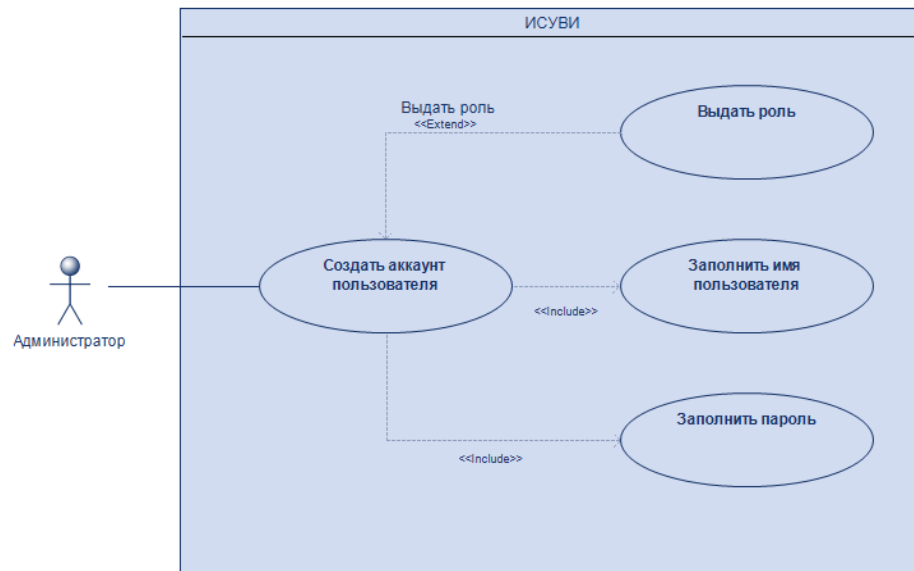 ИСУВИ
Выдать роль
<<Extend>>
Выдать роль
Создать аккаунт
пользователя
Заполнить имя
пользователя
<<Include>>
Администратор
Заполнить пароль
<<Include>>